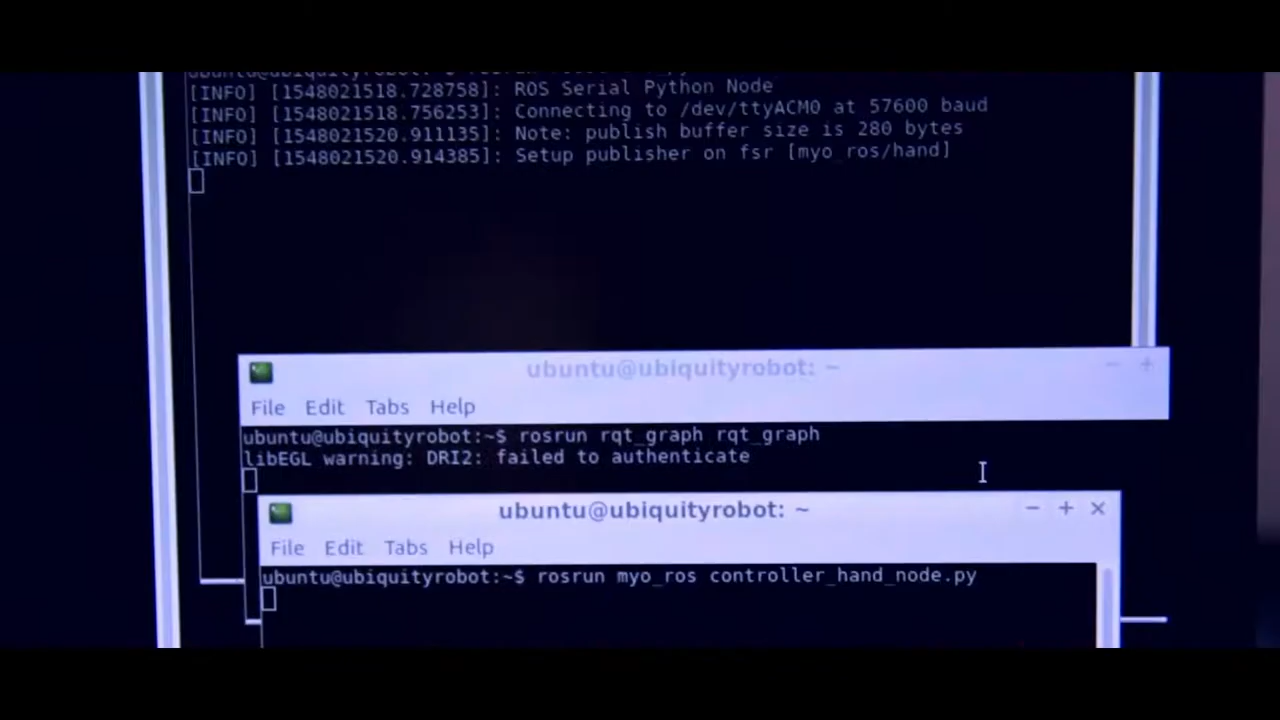 [INFO] [1548021518.728758]: ROS Serial Python Node
[INFO] [1548021518.756253]: Connecting to /dev/ttyACM0 at 57600 baud
[INFO] [1548021520.911135]: Note: publish buffer size is 280 bytes
[INFO] [1548021520.914385]: Setup publisher on fsr [myo_ros/hand]
ubuntu@ubiquityrobot: ~
File Edit Tabs Help
ubuntu@ubiquityrobot:~$ rosrun rqt_graph rqt_graph
libEGL warning: DRI2: failed to authenticate
ubuntu@ubiquityrobot: ~
File Edit Tabs Help
ubuntu@ubiquityrobot:~$ rosrun myo_ros controller_hand_node.py